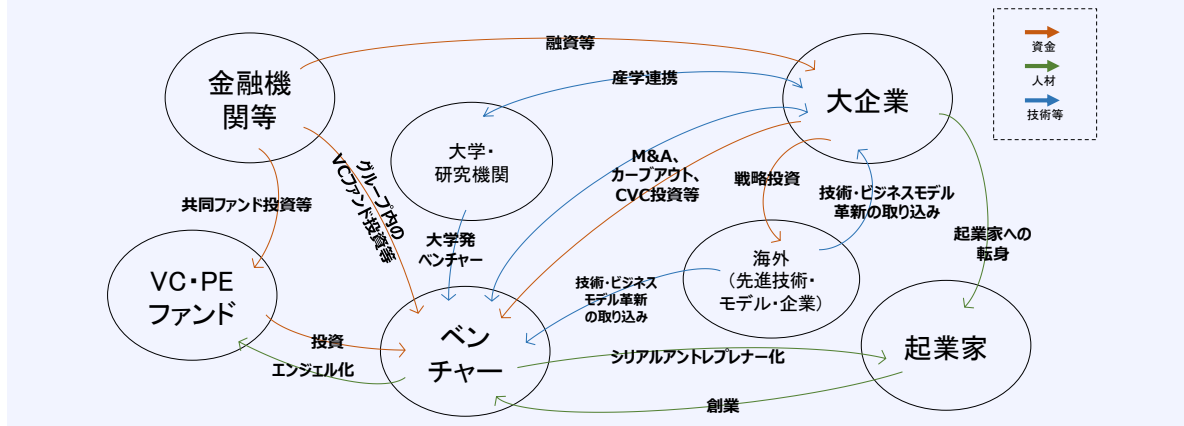 融資等
資金
人材
技術等
産学連携
金融機
関等
大企業
大学・
研究機関
M&A、
カーブアウト、
CVC投資等
戦略投資
技術・ビジネスモデル
革新の取り込み
グループ内の
VCファンド投資等
共同ファンド投資等
大学発
ベンチャー
起業家への
転身
海外
（先進技術・
モデル・企業）
VC・PE
ファンド
技術・ビジネス
モデル革新
の取り込み
投資
エンジェル化
ベン
チャー
シリアルアントレプレナー化
起業家
創業